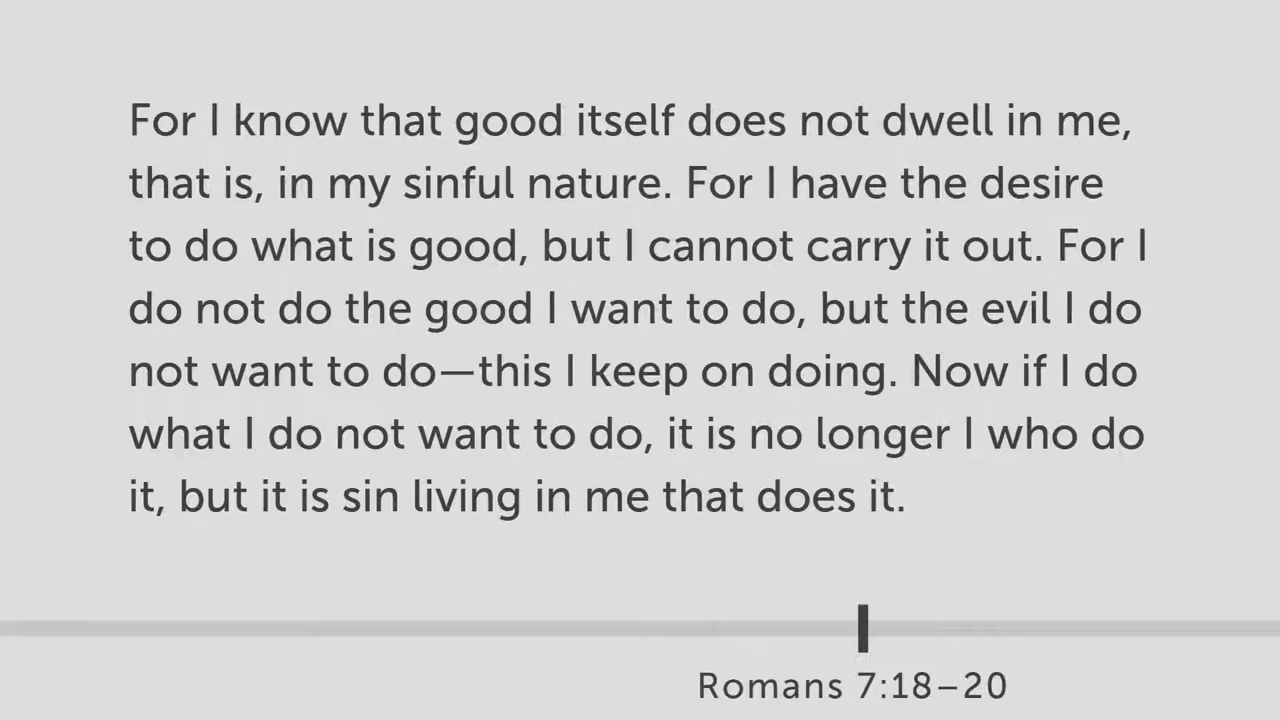 For I know that good itself does not dwell in me,
that is, in my sinful nature. For I have the desire
to do what is good, but I cannot carry it out. For I
do not do the good I want to do, but the evil I do
not want to do—this I keep on doing. Now if I do
what I do not want to do, it is no longer I who do
it, but it is sin living in me that does it.
Romans 7:18–20